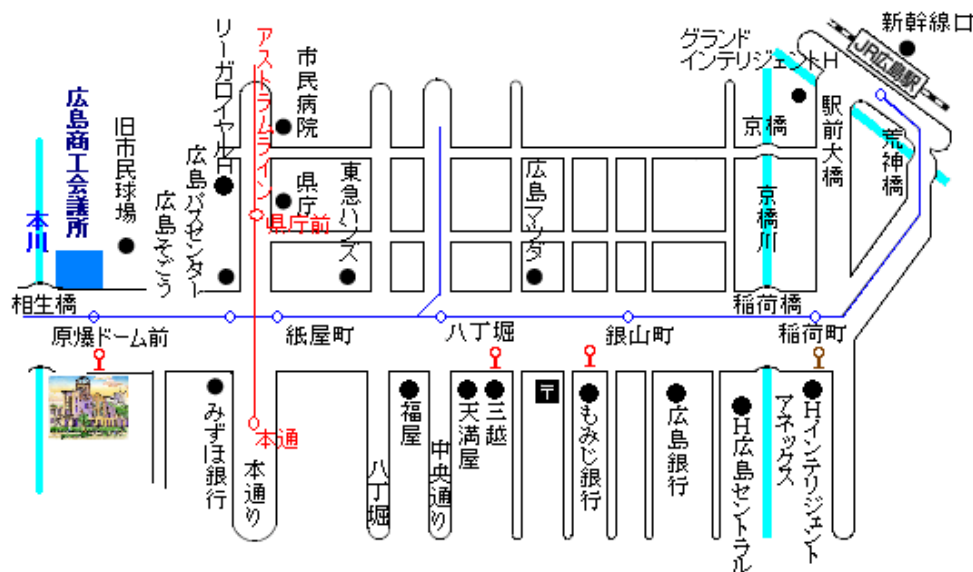 新幹線口
JR広島駅
グランド
インテリジェントH
リーガロイヤルH
アストラムライン
市民病院
広島商工会議所
旧市民球場
広島バスセンター
広島そごう
県庁
県庁前
東急ハンズ
広島マツダ
京橋
京橋川
駅前大橋
荒神橋
本川
相生橋
稲荷橋
原爆ドーム前
紙屋町
八丁堀
銀山町
稲荷町
みずほ銀行
本通
本通り
福屋
八丁堀
天満屋
三越
中央通り
〒
もみじ銀行
広島銀行
H広島セントラル
Hインテリジェント
アネックス